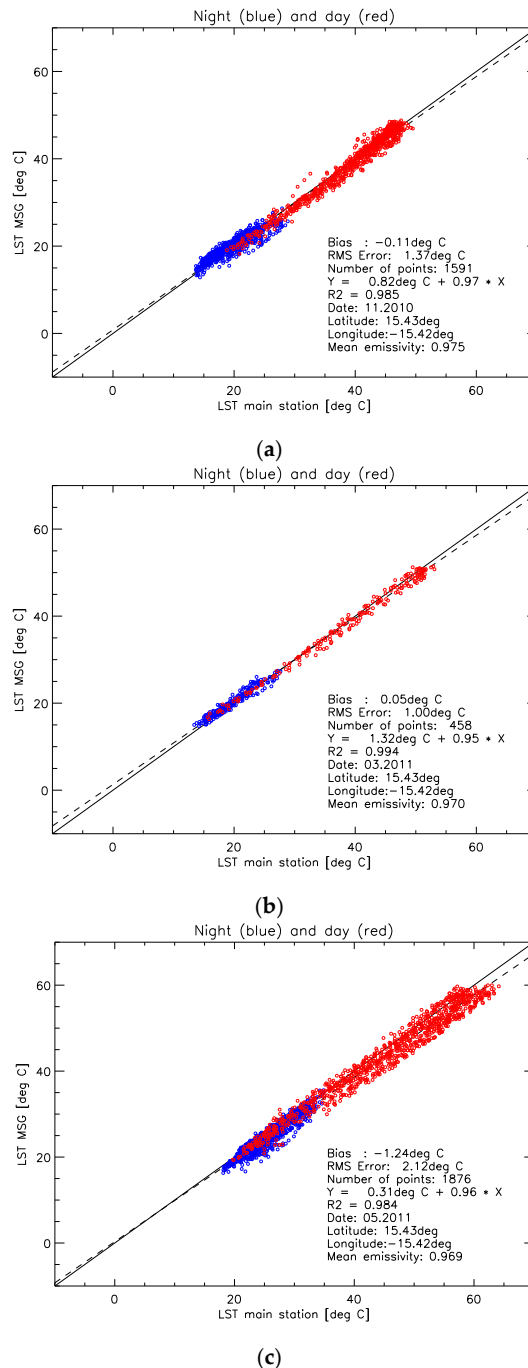 Night (blue) and day (red)
60
40
20
0
LST MSG [deg C]
Bias : -0.11deg C
RMS Error: 1.37deg C
Number of points: 1591
Y = 0.82deg C + 0.97 * X
R2 = 0.985
Date: 11.2010
Latitude: 15.43deg
Longitude:-15.42deg
Mean emissivity: 0.975
0 20 40 60
LST main station [deg C]
(a)
Night (blue) and day (red)
60
40
20
0
LST MSG [deg C]
Bias : 0.05deg C
RMS Error: 1.00deg C
Number of points: 458
Y = 1.32deg C + 0.95 * X
R2 = 0.994
Date: 03.2011
Latitude: 15.43deg
Longitude:-15.42deg
Mean emissivity: 0.970
0 20 40 60
LST main station [deg C]
(b)
Night (blue) and day (red)
60
40
20
0
LST MSG [deg C]
Bias : -1.24deg C
RMS Error: 2.12deg C
Number of points: 1876
Y = 0.31deg C + 0.96 * X
R2 = 0.984
Date: 05.2011
Latitude: 15.43deg
Longitude:-15.42deg
Mean emissivity: 0.969
0 20 40 60
LST main station [deg C]
(c)